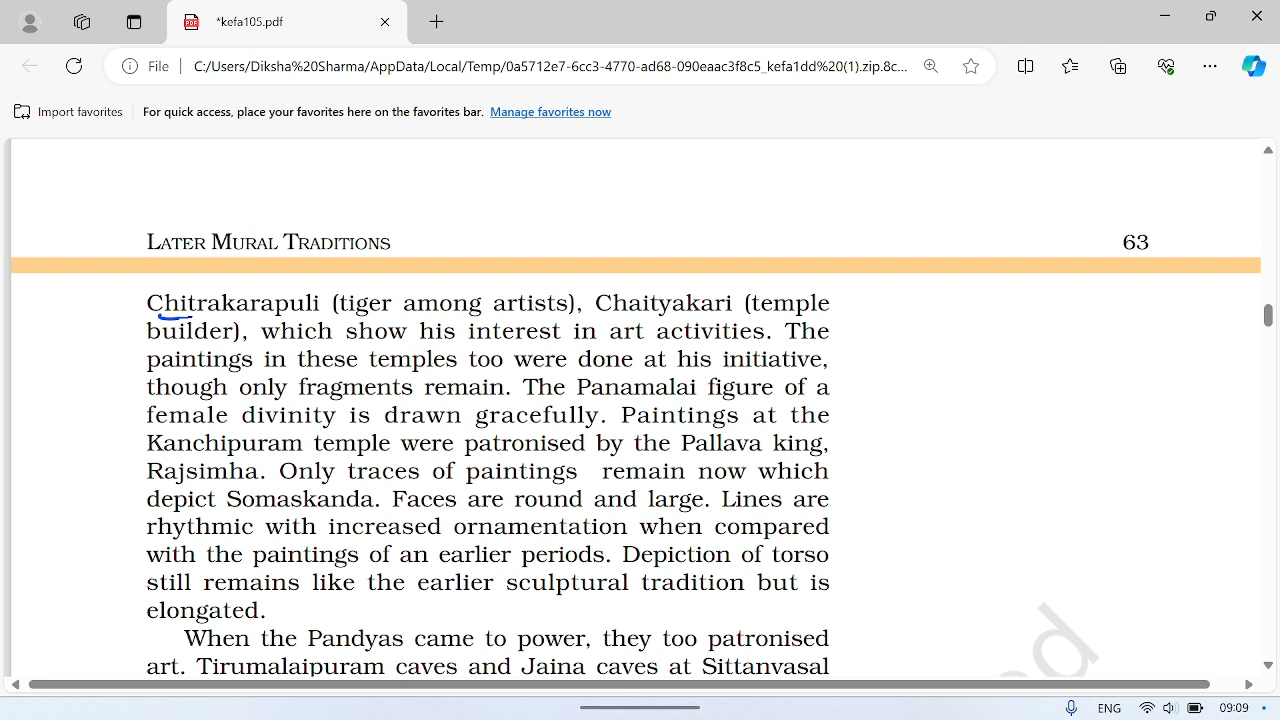 *kefa105.pdf
File C:/Users/Diksha%20Sharma/AppData/Local/Temp/0a5712e7-6cc3-4770-ad68-090eaac3f8c5_kefa1dd%20(1).zip.8c...
Import favorites For quick access, place your favorites here on the favorites bar. Manage favorites now
LATER MURAL TRADITIONS 63
Chitrakarapuli (tiger among artists), Chaityakari (temple
builder), which show his interest in art activities. The
paintings in these temples too were done at his initiative,
though only fragments remain. The Panamalai figure of a
female divinity is drawn gracefully. Paintings at the
Kanchipuram temple were patronised by the Pallava king,
Rajsimha. Only traces of paintings remain now which
depict Somaskanda. Faces are round and large. Lines are
rhythmic with increased ornamentation when compared
with the paintings of an earlier periods. Depiction of torso
still remains like the earlier sculptural tradition but is
elongated.
When the Pandyas came to power, they too patronised
art. Tirumalaipuram caves and Jaina caves at Sittanvasal
ENG 09:09